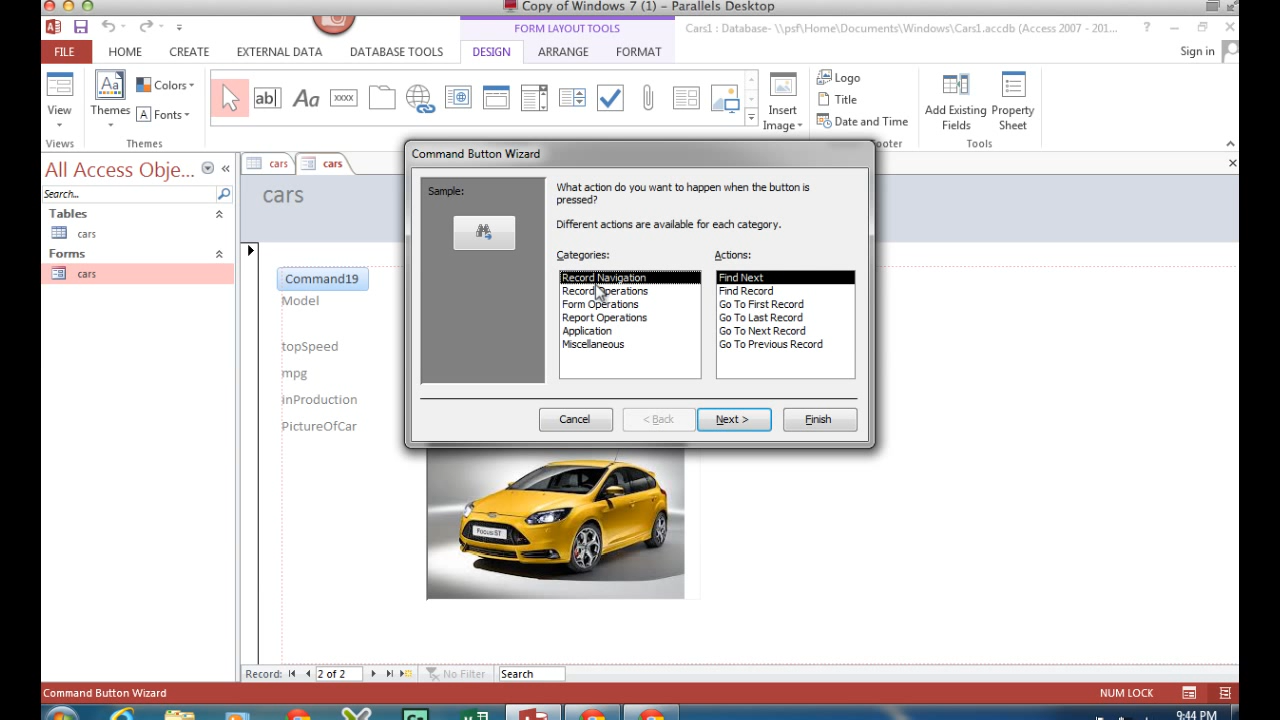 Copy of Windows 7 (1) – Parallels Desktop
FORM LAYOUT TOOLS
Cars1 : Database- \\psf\Home\Documents\Windows\Cars1.accdb (Access 2007 - 201...
?
FILE HOME CREATE EXTERNAL DATA DATABASE TOOLS DESIGN ARRANGE FORMAT
Sign in
View
Views
Aa
Themes
Colors
A Fonts
Themes
ab|
Aa
xxxx
Insert
Image
Logo
Title
Date and Time
ooter
Add Existing
Fields
Property
Sheet
Tools
All Access Obje...
Search...
Tables
cars
Forms
cars
cars
cars
cars
Command19
Model
topSpeed
mpg
inProduction
PictureOfCar
Command Button Wizard
Sample:
What action do you want to happen when the button is
pressed?
Different actions are available for each category.
Categories:
Record Navigation
Record Operations
Form Operations
Report Operations
Application
Miscellaneous
Actions:
Find Next
Find Record
Go To First Record
Go To Last Record
Go To Next Record
Go To Previous Record
Cancel
< Back
Next >
Finish
Focus ST
Record: 2 of 2 No Filter Search
Command Button Wizard
NUM LOCK
9:44 PM